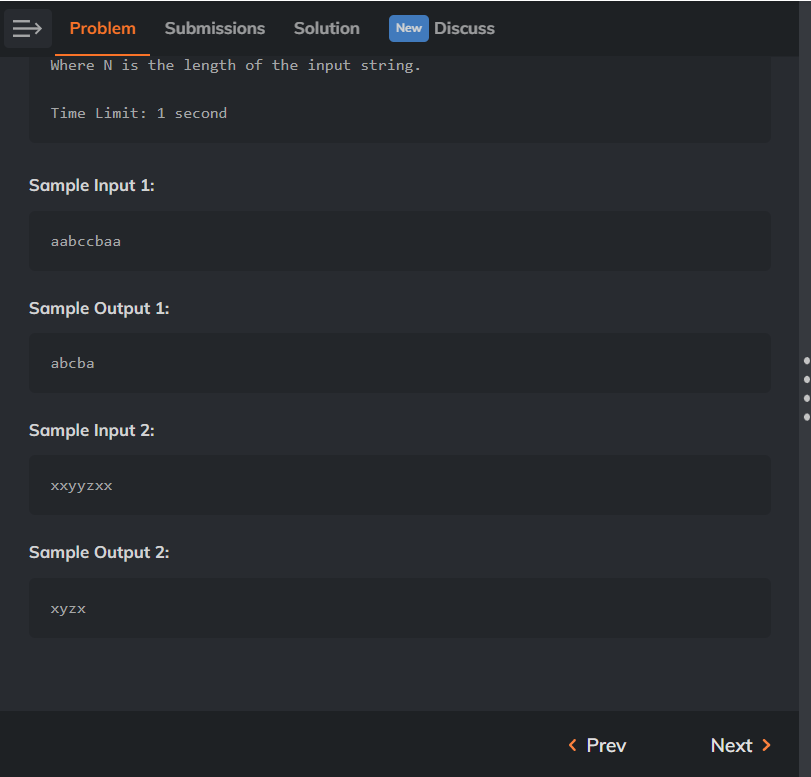 Problem
Submissions
Solution
New Discuss
Where N is the length of the input string.
Time Limit: 1 second
Sample Input 1:
aabccbaa
Sample Output 1:
abcba
Sample Input 2:
xxyyzxx
Sample Output 2:
xyzx
Prev
Next